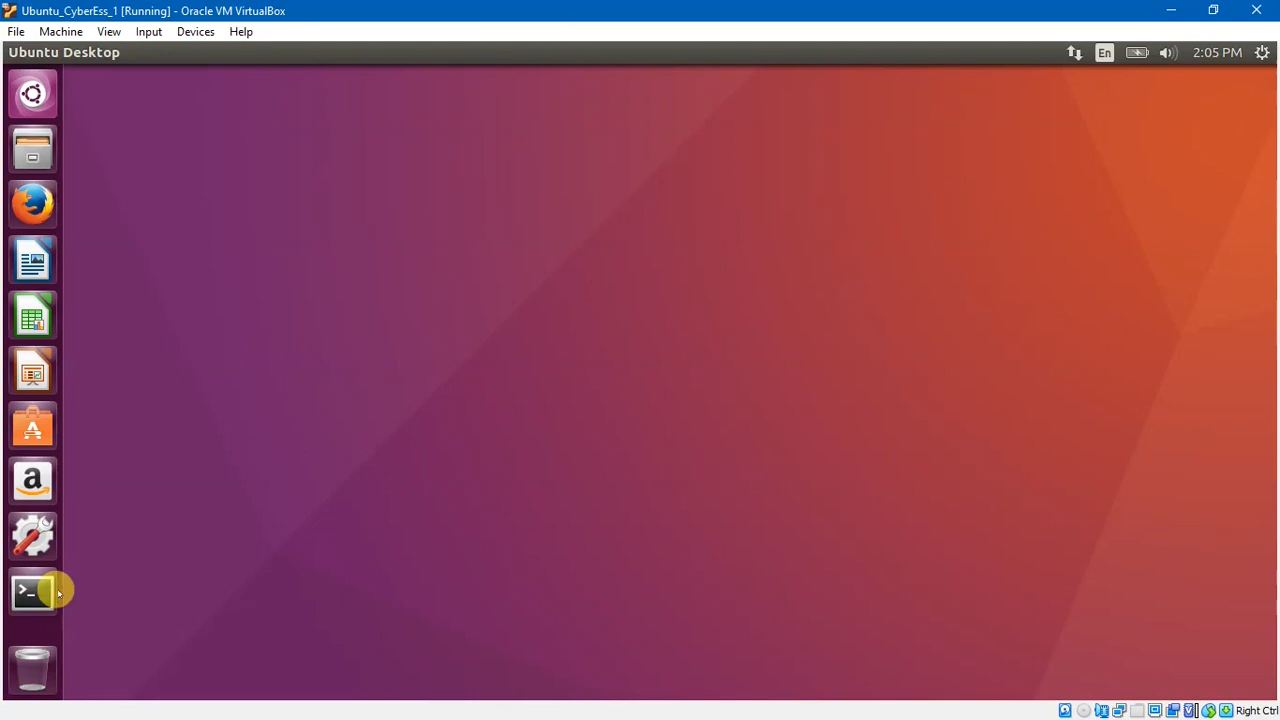 Ubuntu_CyberEss_1 [Running] - Oracle VM VirtualBox
File Machine View Input Devices Help
Ubuntu Desktop
En
2:05 PM
a
>_
Right Ctrl